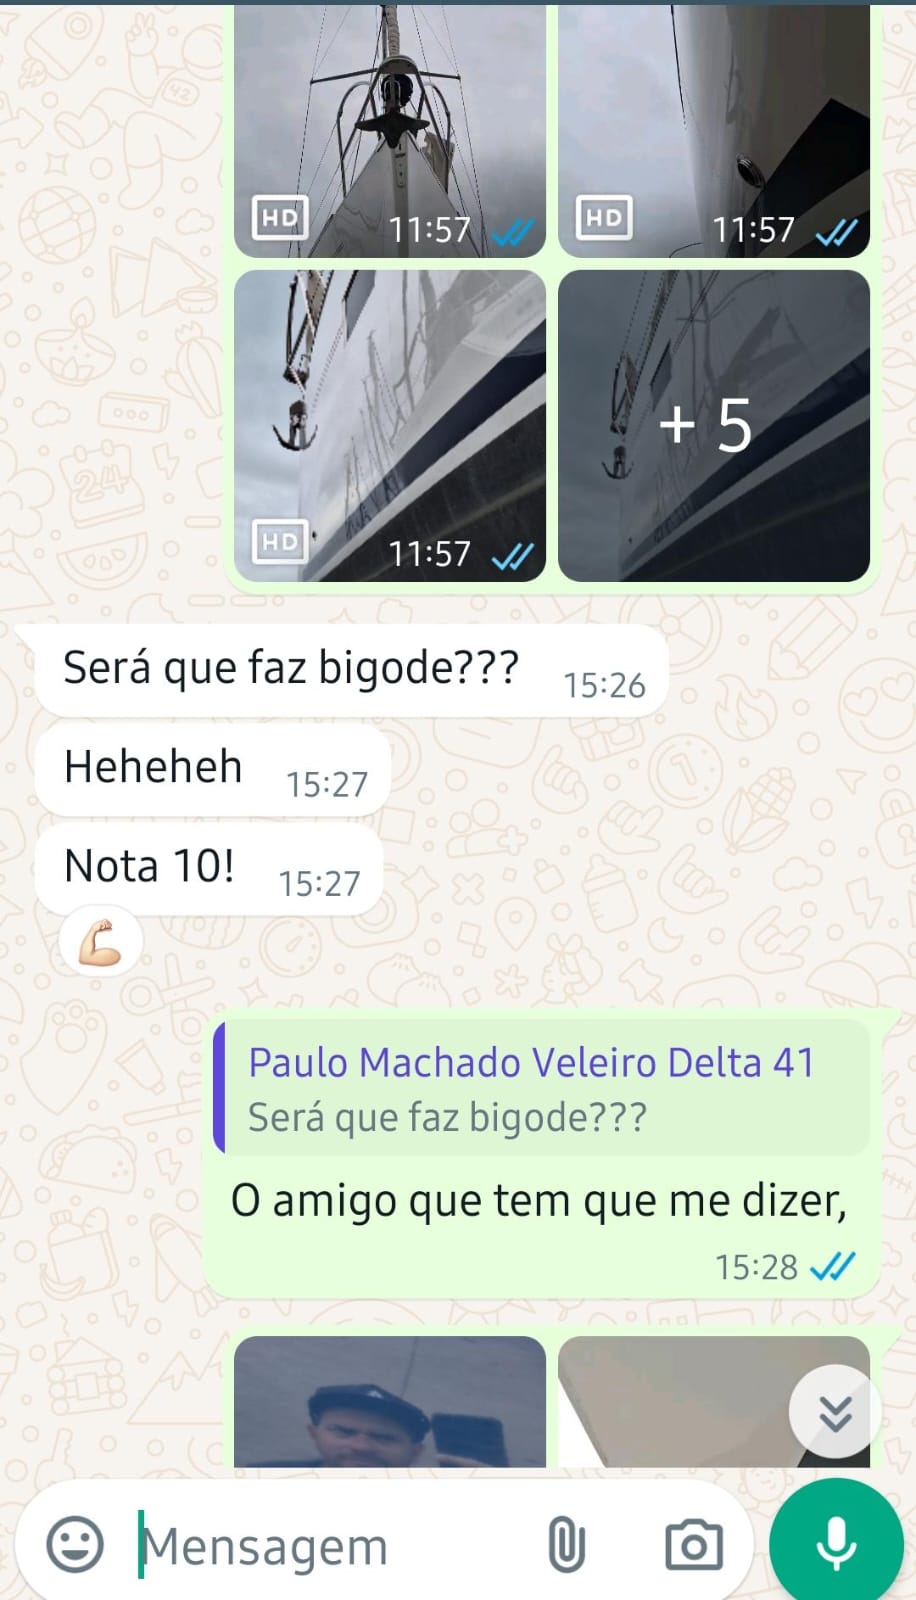 HD 11:57
HD 11:57
HD 11:57
+ 5
Será que faz bigode??? 15:26
Heheheh 15:27
Nota 10! 15:27
Paulo Machado Veleiro Delta 41
Será que faz bigode???
O amigo que tem que me dizer,
15:28
Mensagem